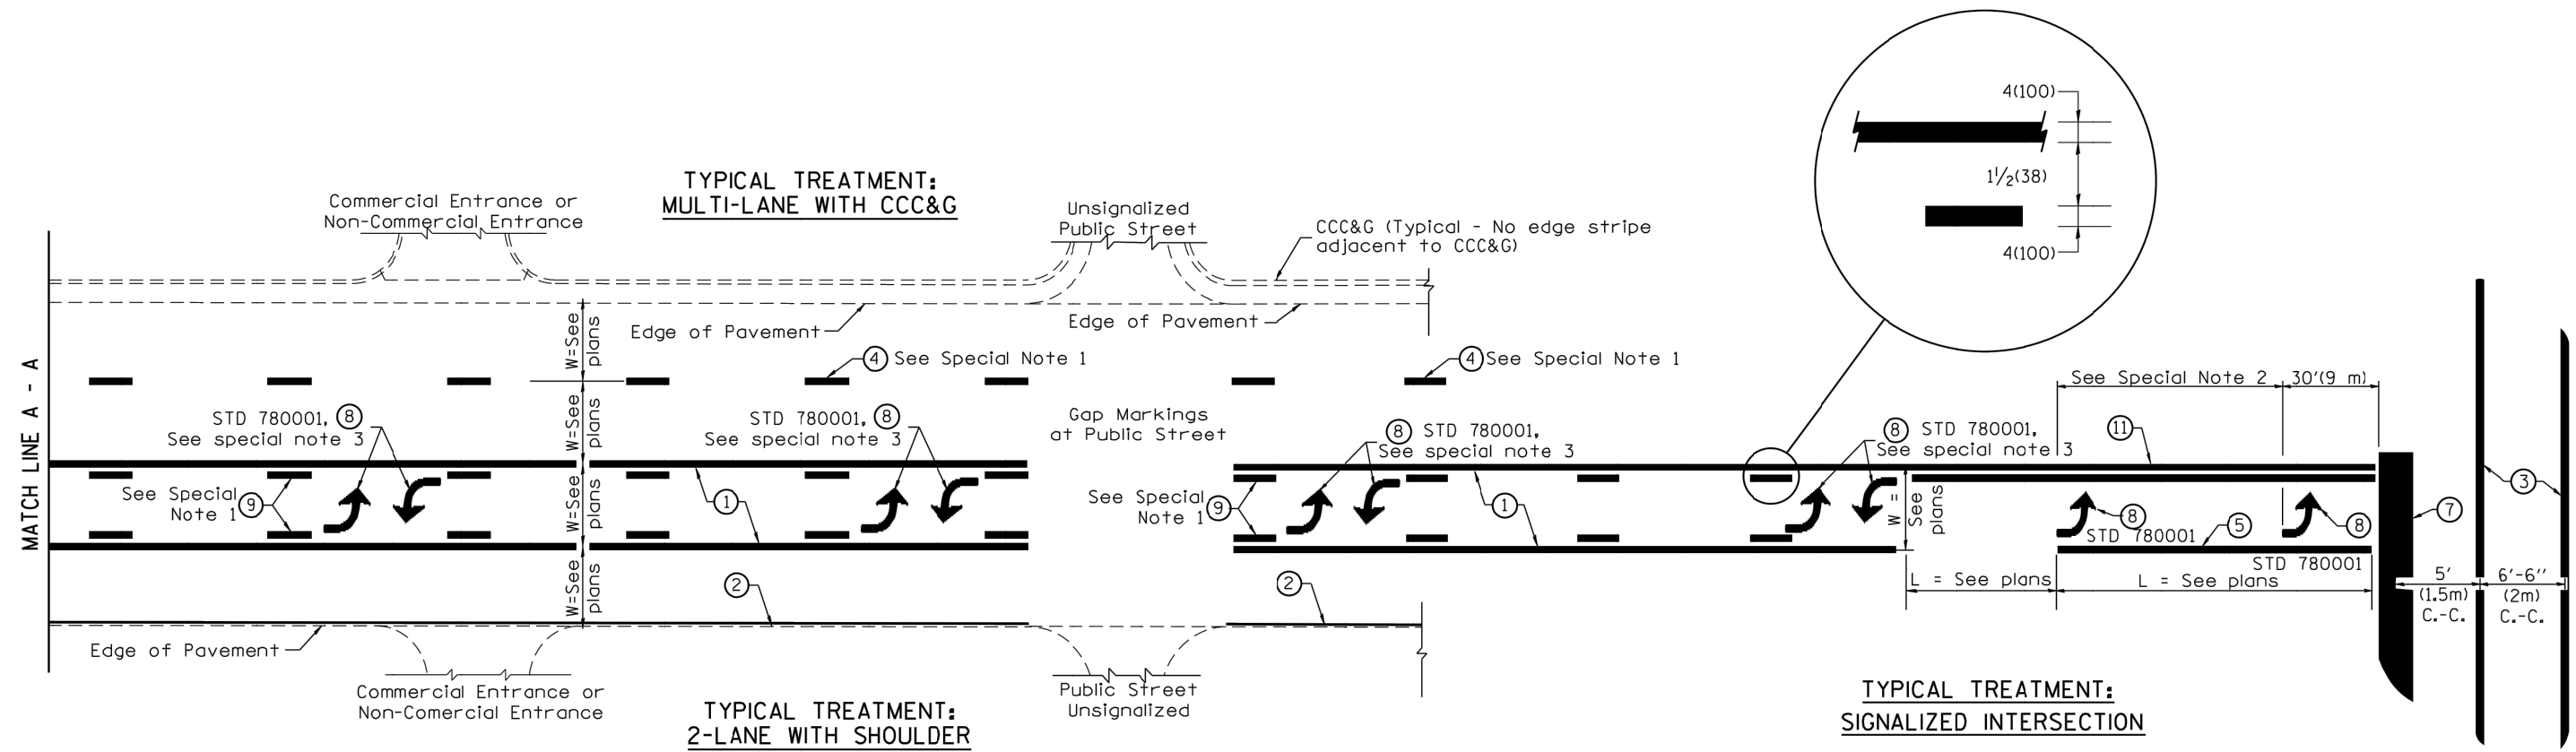 MATCH LINE A - A
Commercial Entrance or
Non-Commercial Entrance
TYPICAL TREATMENT:
MULTI-LANE WITH CCC&G
Unsignalized
Public Street
CCC&G (Typical - No edge stripe
adjacent to CCC&G)
4(100)
1½(38)
4(100)
Edge of Pavement
Edge of Pavement
W=See
plans
4 See Special Note 1
4 See Special Note 1
See Special Note 2
30'(9 m)
STD 780001, 8
See special note 3
W=See
plans
STD 780001, 8
See special note 3
Gap Markings
at Public Street
8 STD 780001,
See special note 3
8 STD 780001,
See special note 3
11
See Special
Note 1
9
W=See
plans
1
See Special
Note 1
9
1
W =
See
plans
8
STD 780001
5
8
STD 780001
7
3
W=See
plans
2
2
L = See plans
L = See plans
5'
(1.5m)
C.-C.
6'-6''
(2m)
C.-C.
Edge of Pavement
Commercial Entrance or
Non-Comercial Entrance
TYPICAL TREATMENT:
2-LANE WITH SHOULDER
Public Street
Unsignalized
TYPICAL TREATMENT:
SIGNALIZED INTERSECTION